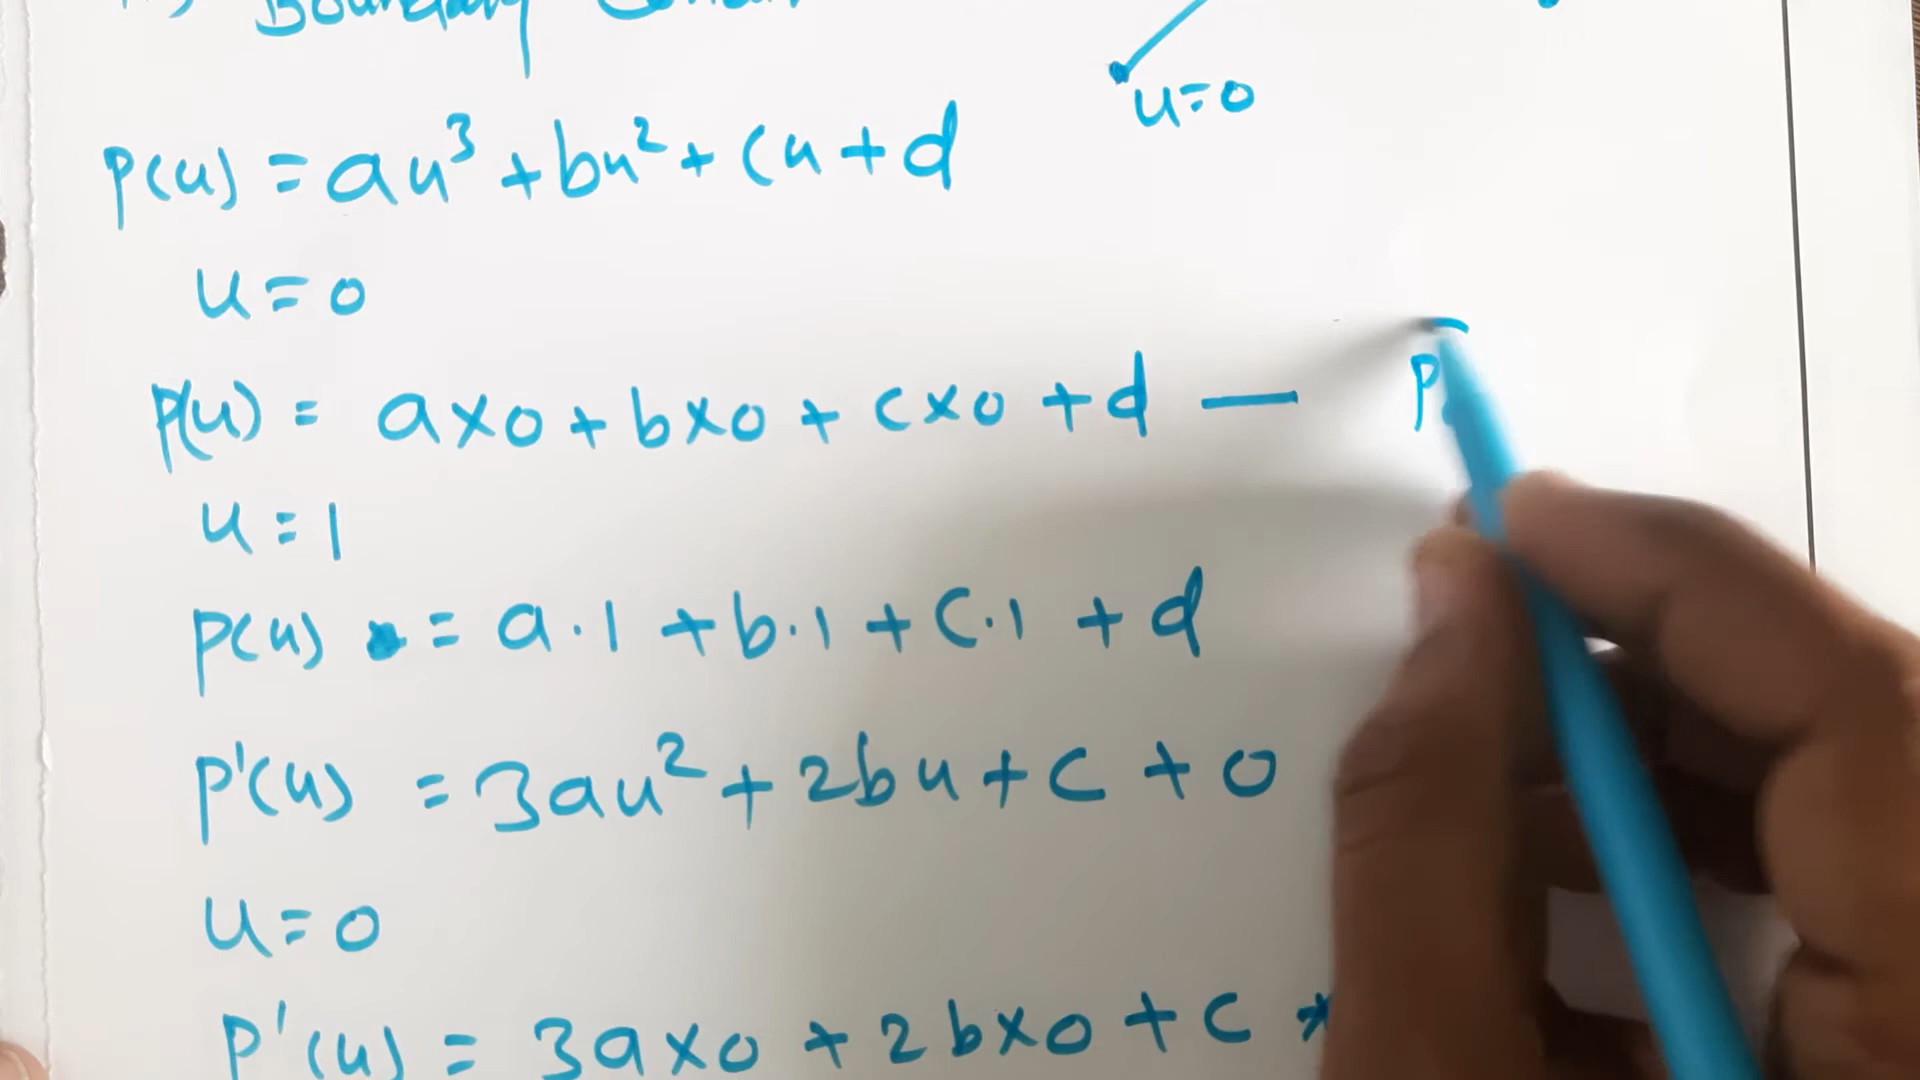 Boundary
u=0
p(u) = au³ + bu² + cu + d
u=0
p(u) = a×0 + b×0 + c×0 + d — P
u=1
p(u) = a·1 + b·1 + c·1 + d
p'(u) = 3au² + 2bu + c + 0
u=0
p'(u) = 3a×0 + 2b×0 + c